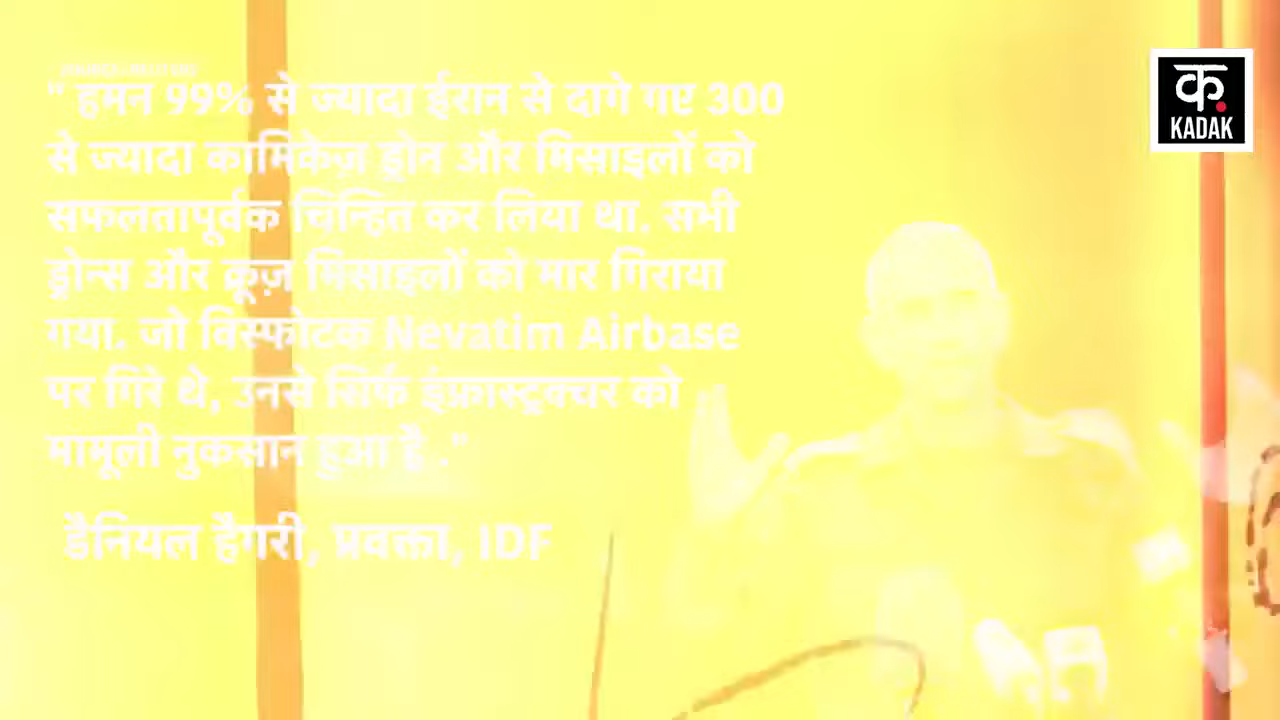 " हमन 99% से ज्यादा ईरान से दागे गए 300
से ज्यादा कामिकेज़ ड्रोन और मिसाइलों को
सफलतापूर्वक चिन्हित कर लिया था. सभी
ड्रोन्स और क्रूज़ मिसाइलों को मार गिराया
गया. जो विस्फोटक Nevatim Airbase
पर गिरे थे, उनसे सिर्फ इंफ्रास्ट्रक्चर को
मामूली नुकसान हुआ है ."
डैनियल हैगरी, प्रवक्ता, IDF
क
KADAK